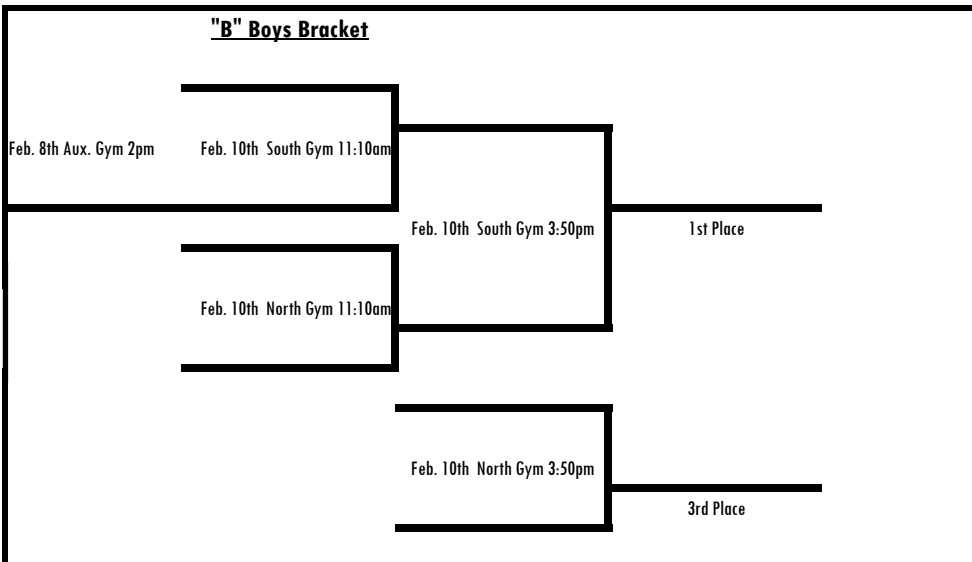 "B" Boys Bracket
Feb. 8th Aux. Gym 2pm
Feb. 10th  South Gym 11:10am
Feb. 10th  South Gym 3:50pm
1st Place
Feb. 10th  North Gym 11:10am
Feb. 10th  North Gym 3:50pm
3rd Place